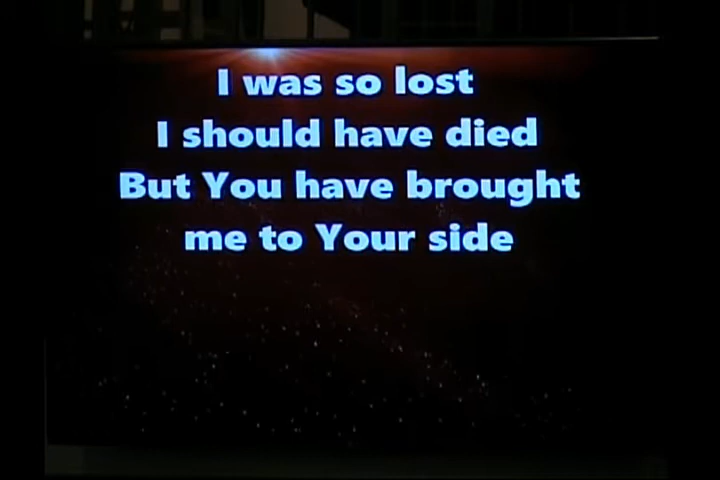 I was so lost
I should have died
But You have brought
me to Your side